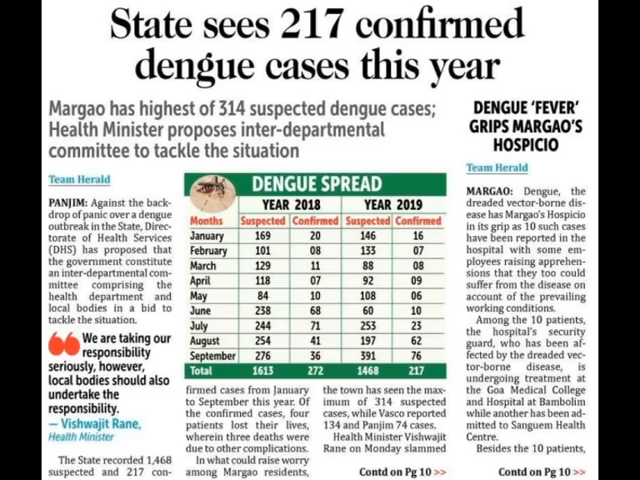 State sees 217 confirmed
dengue cases this year
Margao has highest of 314 suspected dengue cases;
Health Minister proposes inter-departmental
committee to tackle the situation
Team Herald
PANJIM: Against the back-
drop of panic over a dengue
outbreak in the State, Direc-
torate of Health Services
(DHS) has proposed that
the government constitute
an inter-departmental com-
mittee comprising the
health department and
local bodies in a bid to
tackle the situation.
We are taking our
responsibility
seriously, however,
local bodies should also
undertake the
responsibility.
— Vishwajit Rane,
Health Minister
The State recorded 1,468
suspected and 217 con-
DENGUE SPREAD
YEAR 2018 YEAR 2019
Months Suspected Confirmed Suspected Confirmed
January 169 20 146 16
February 101 08 133 07
March 129 11 88 08
April 118 07 92 09
May 84 10 108 06
June 238 68 60 10
July 244 71 253 23
August 254 41 197 62
September 276 36 391 76
Total 1613 272 1468 217
firmed cases from January
to September this year. Of
the confirmed cases, four
patients lost their lives,
wherein three deaths were
due to other complications.
In what could raise worry
among Margao residents,
the town has seen the max-
imum of 314 suspected
cases, while Vasco reported
134 and Panjim 74 cases.
Health Minister Vishwajit
Rane on Monday slammed
Contd on Pg 10 >>
DENGUE ‘FEVER’
GRIPS MARGAO’S
HOSPICIO
Team Herald
MARGAO: Dengue, the
dreaded vector-borne dis-
ease has Margao’s Hospicio
in its grip as 10 such cases
have been reported in the
hospital with some em-
ployees raising apprehen-
sions that they too could
suffer from the disease on
account of the prevailing
working conditions.
Among the 10 patients,
the hospital’s security
guard, who has been af-
fected by the dreaded vec-
tor-borne disease, is
undergoing treatment at
the Goa Medical College
and Hospital at Bambolim
while another has been ad-
mitted to Sanguem Health
Centre.
Besides the 10 patients,
Contd on Pg 10 >>